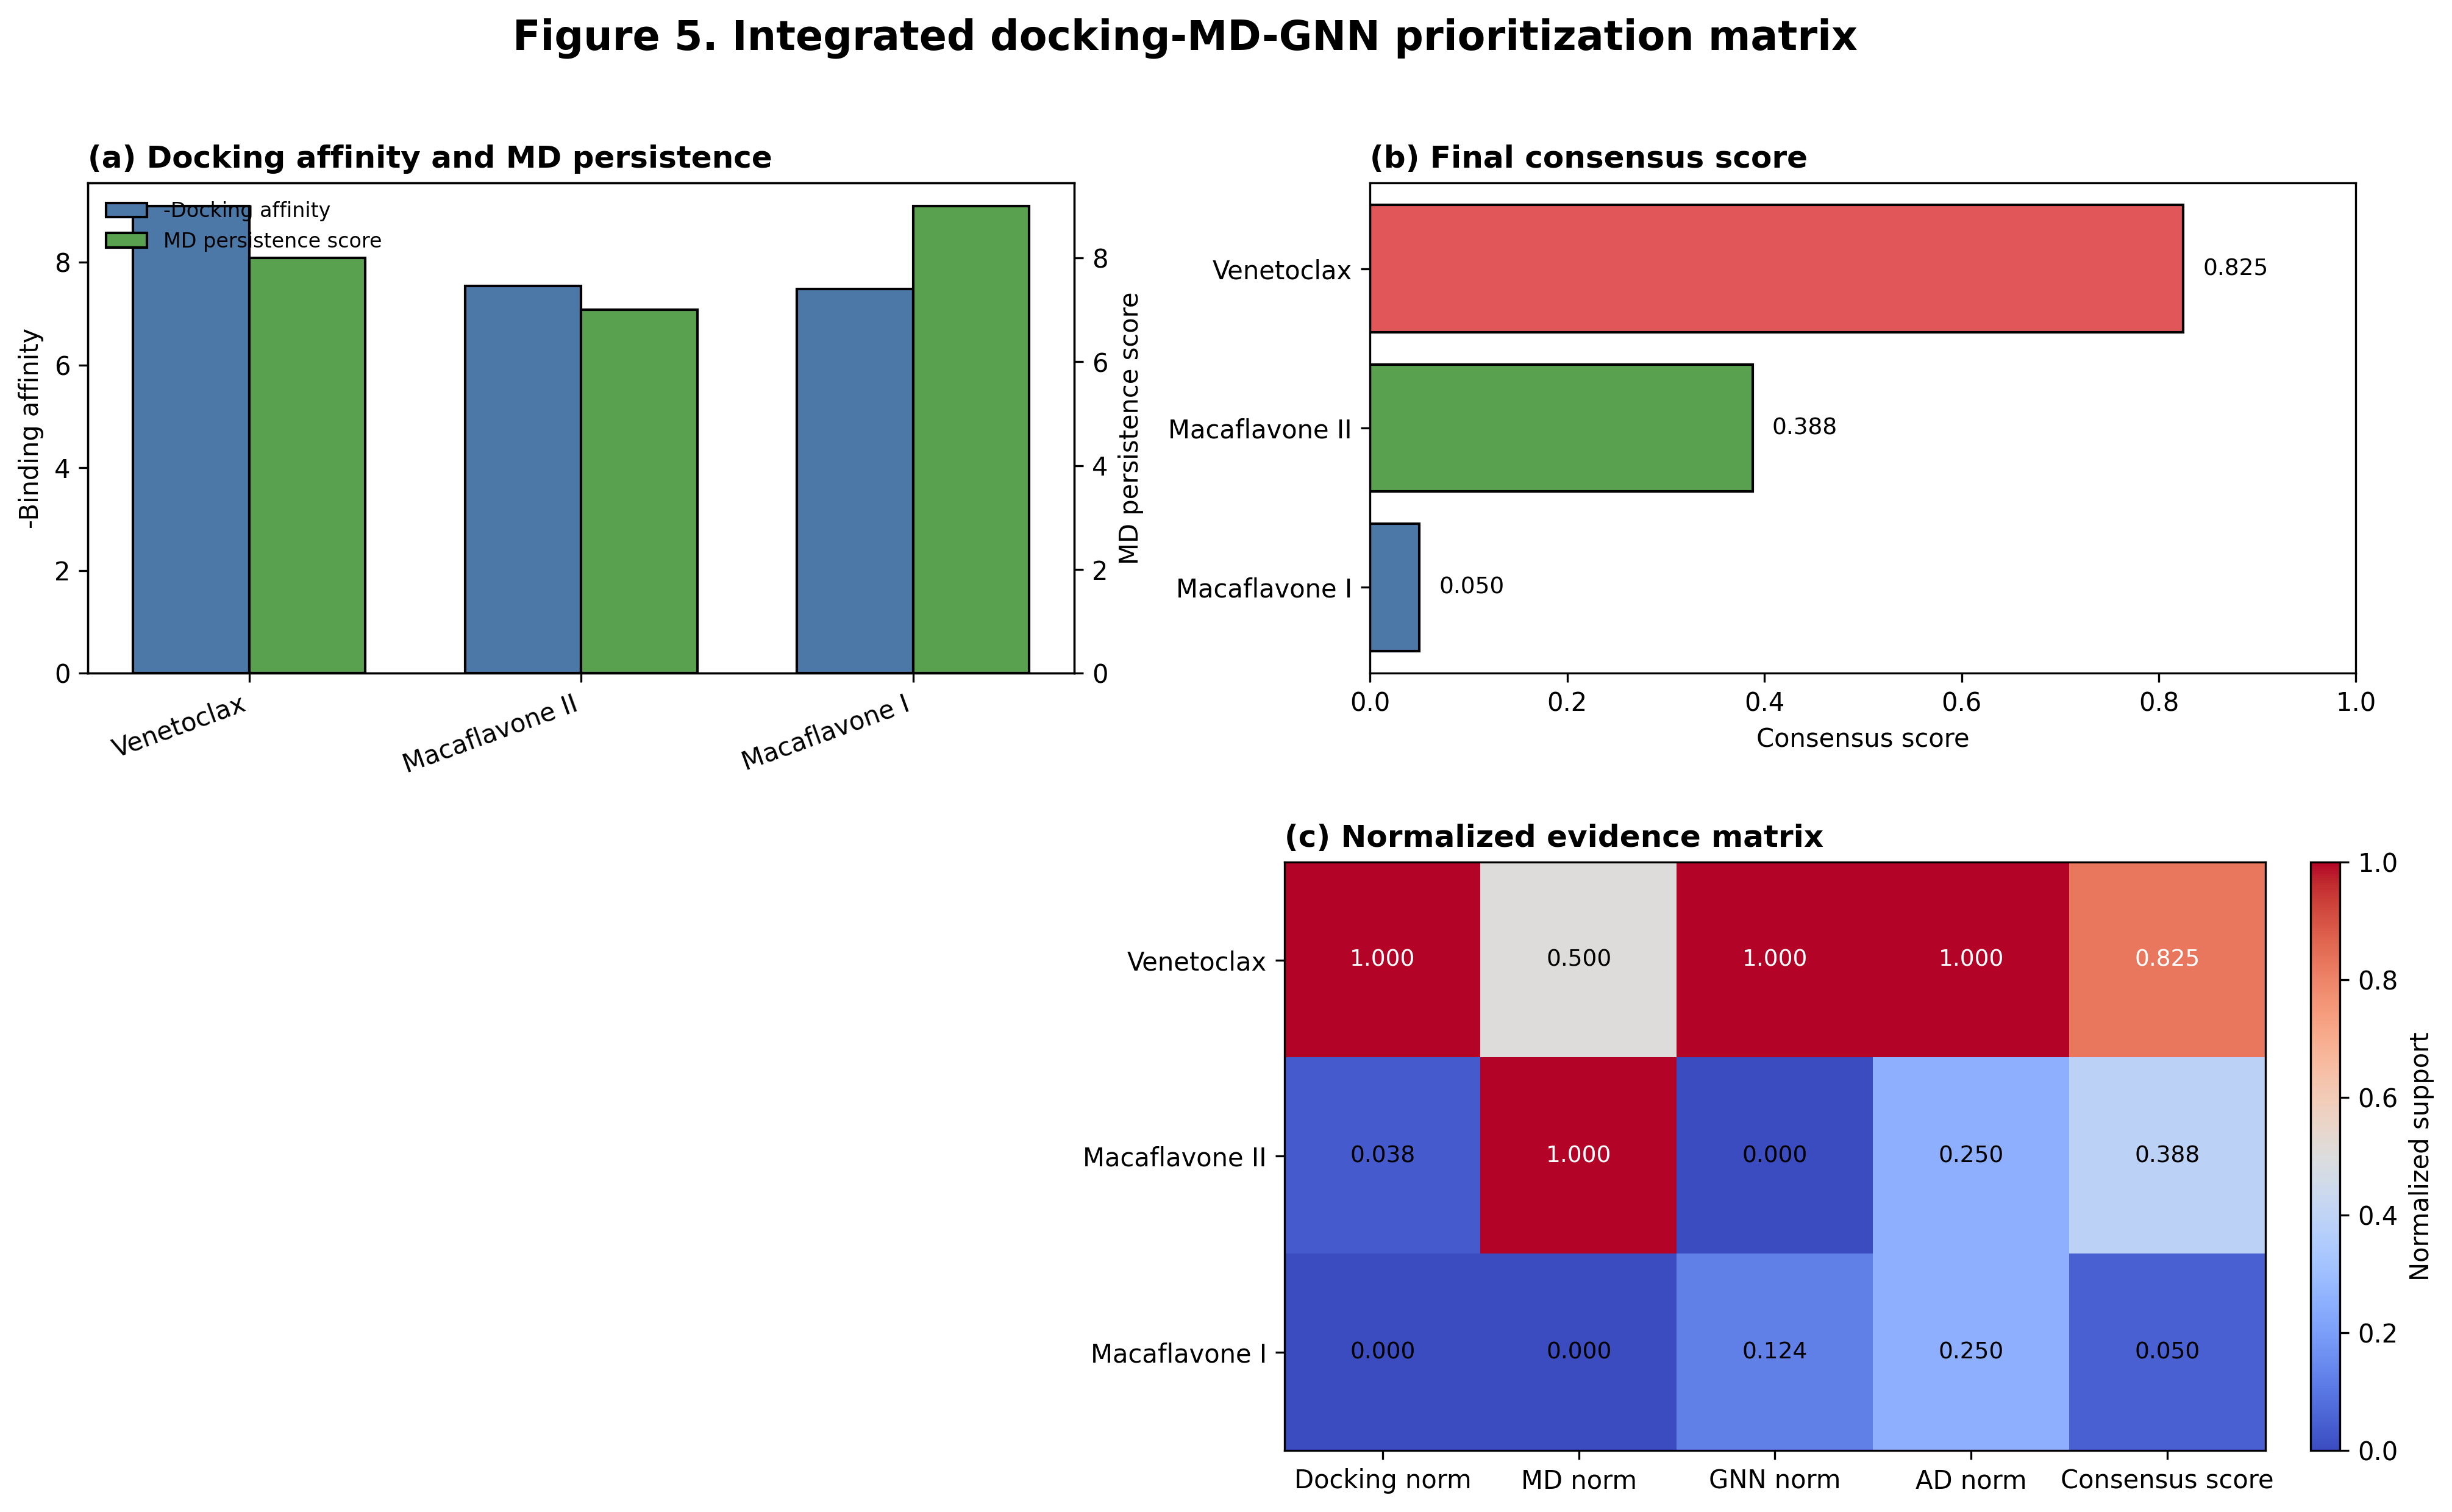 Figure 5. Integrated docking-MD-GNN prioritization matrix
(a) Docking affinity and MD persistence
-Docking affinity
MD persistence score
-Binding affinity
8
6
4
2
0
8
6
4
2
0
MD persistence score
Venetoclax
Macaflavone II
Macaflavone I
(b) Final consensus score
Venetoclax
0.825
Macaflavone II
0.388
Macaflavone I
0.050
0.0 0.2 0.4 0.6 0.8 1.0
Consensus score
(c) Normalized evidence matrix
Venetoclax 1.000 0.500 1.000 1.000 0.825
Macaflavone II 0.038 1.000 0.000 0.250 0.388
Macaflavone I 0.000 0.000 0.124 0.250 0.050
Docking norm MD norm GNN norm AD norm Consensus score
1.0
0.8
0.6
0.4
0.2
0.0
Normalized support